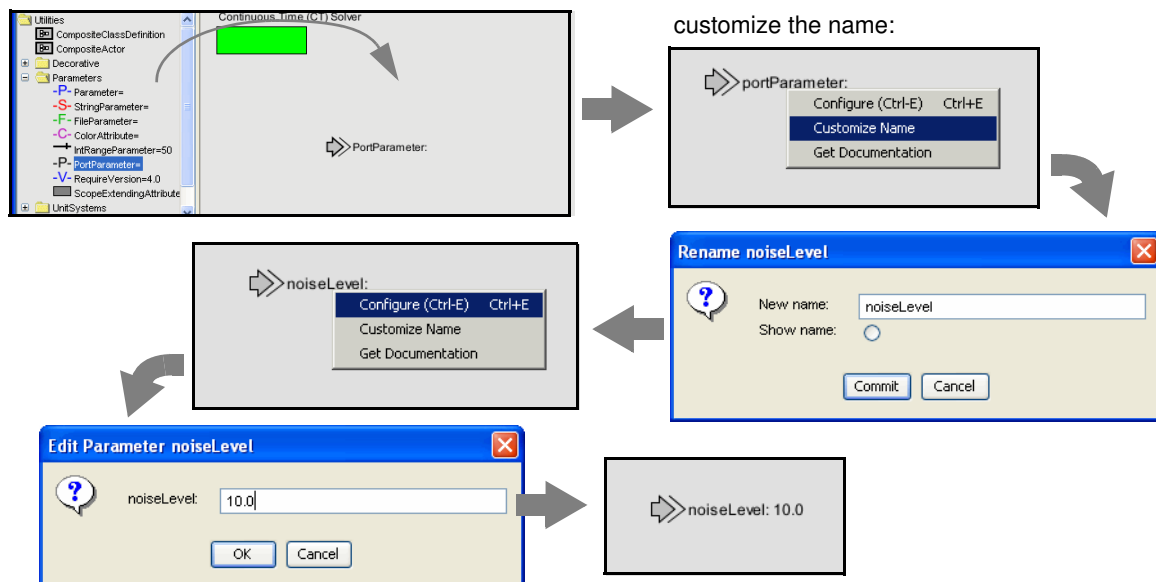 Utilities
CompositeClassDefinition
CompositeActor
Decorative
Parameters
-P- Parameter=
-S- StringParameter=
-F- FileParameter=
-C- ColorAttribute=
IntRangeParameter=50
-P- PortParameter=
-V- RequireVersion=4.0
ScopeExtendingAttribute
UnitSystems
Continuous Time (CT) Solver
PortParameter:
customize the name:
portParameter:
Configure (Ctrl-E) Ctrl+E
Customize Name
Get Documentation
Rename noiseLevel
New name: noiseLevel
Show name:
Commit Cancel
noiseLevel:
Configure (Ctrl-E) Ctrl+E
Customize Name
Get Documentation
Edit Parameter noiseLevel
noiseLevel: 10.0
OK Cancel
noiseLevel: 10.0